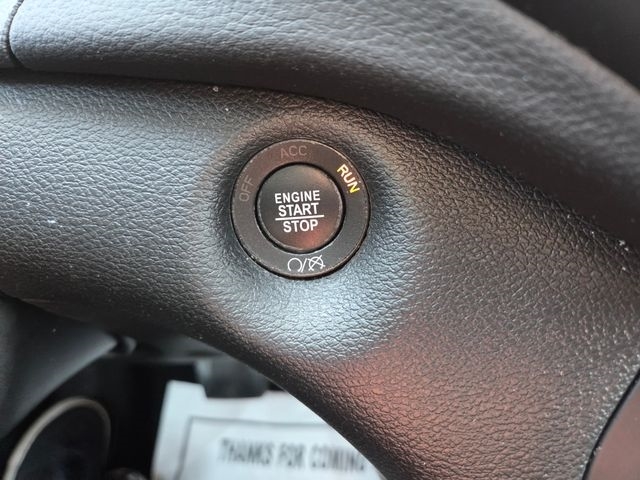 OFF
ACC
RUN
ENGINE
START
STOP
THANKS FOR COMING